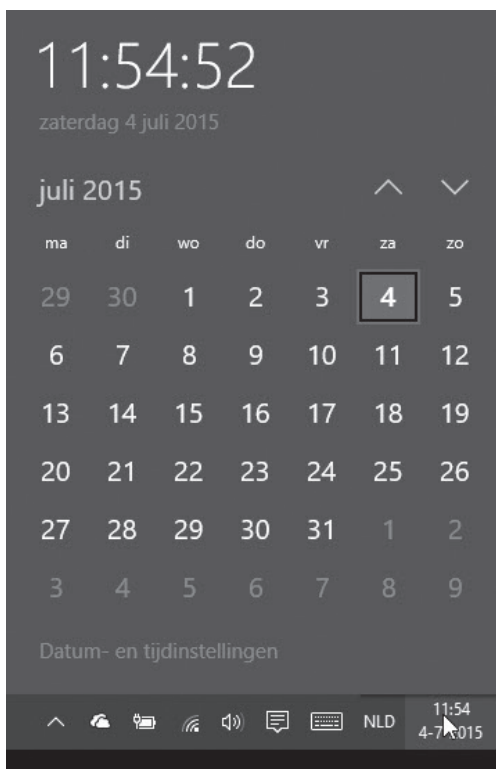 11:54:52
zaterdag 4 juli 2015
juli 2015
ma di wo do vr za zo
29 30 1 2 3 4 5
6 7 8 9 10 11 12
13 14 15 16 17 18 19
20 21 22 23 24 25 26
27 28 29 30 31 1 2
3 4 5 6 7 8 9
Datum- en tijdinstellingen
NLD 11:54